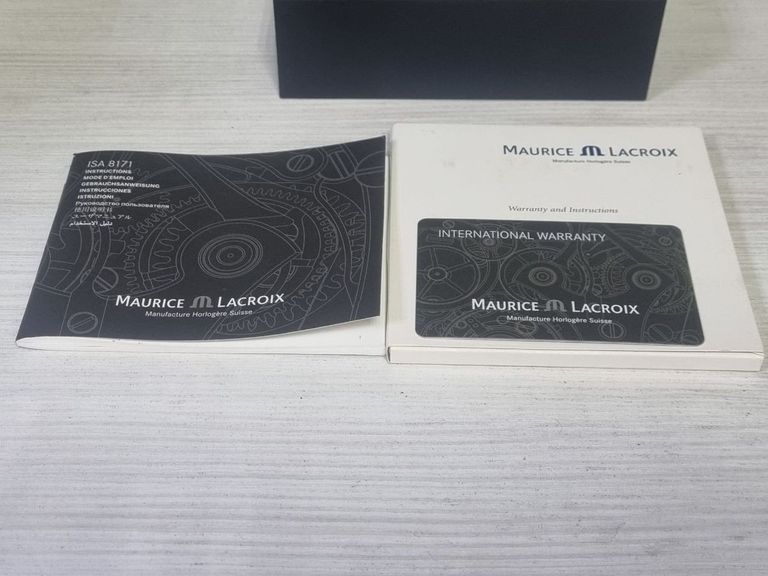 ISA 8171
INSTRUCTIONS
MODE D'EMPLOI
GEBRAUCHSANWEISUNG
INSTRUCCIONES
ISTRUZIONI
Руководство пользователя
使用说明书
ユーザマニュアル
دليل الاستخدام
MAURICE LACROIX
Manufacture Horlogère Suisse
MAURICE LACROIX
Manufacture Horlogère Suisse
Warranty and Instructions
INTERNATIONAL WARRANTY
MAURICE LACROIX
Manufacture Horlogère Suisse